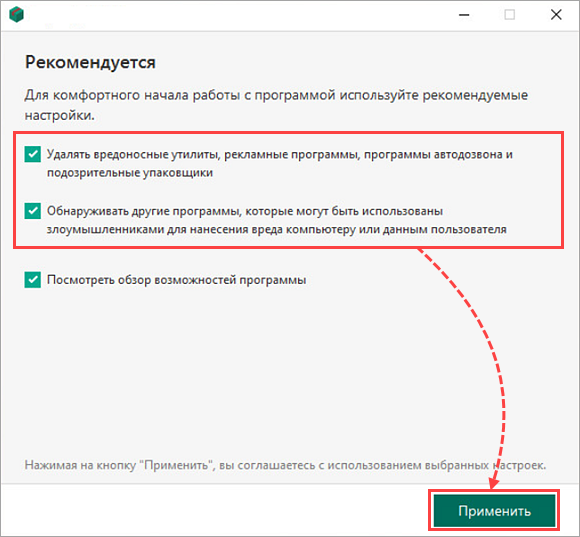 Рекомендуется
Для комфортного начала работы с программой используйте рекомендуемые
настройки.
Удалять вредоносные утилиты, рекламные программы, программы автодозвона и
подозрительные упаковщики
Обнаруживать другие программы, которые могут быть использованы
злоумышленниками для нанесения вреда компьютеру или данным пользователя
Посмотреть обзор возможностей программы
Нажимая на кнопку "Применить", вы соглашаетесь с использованием выбранных настроек.
Применить